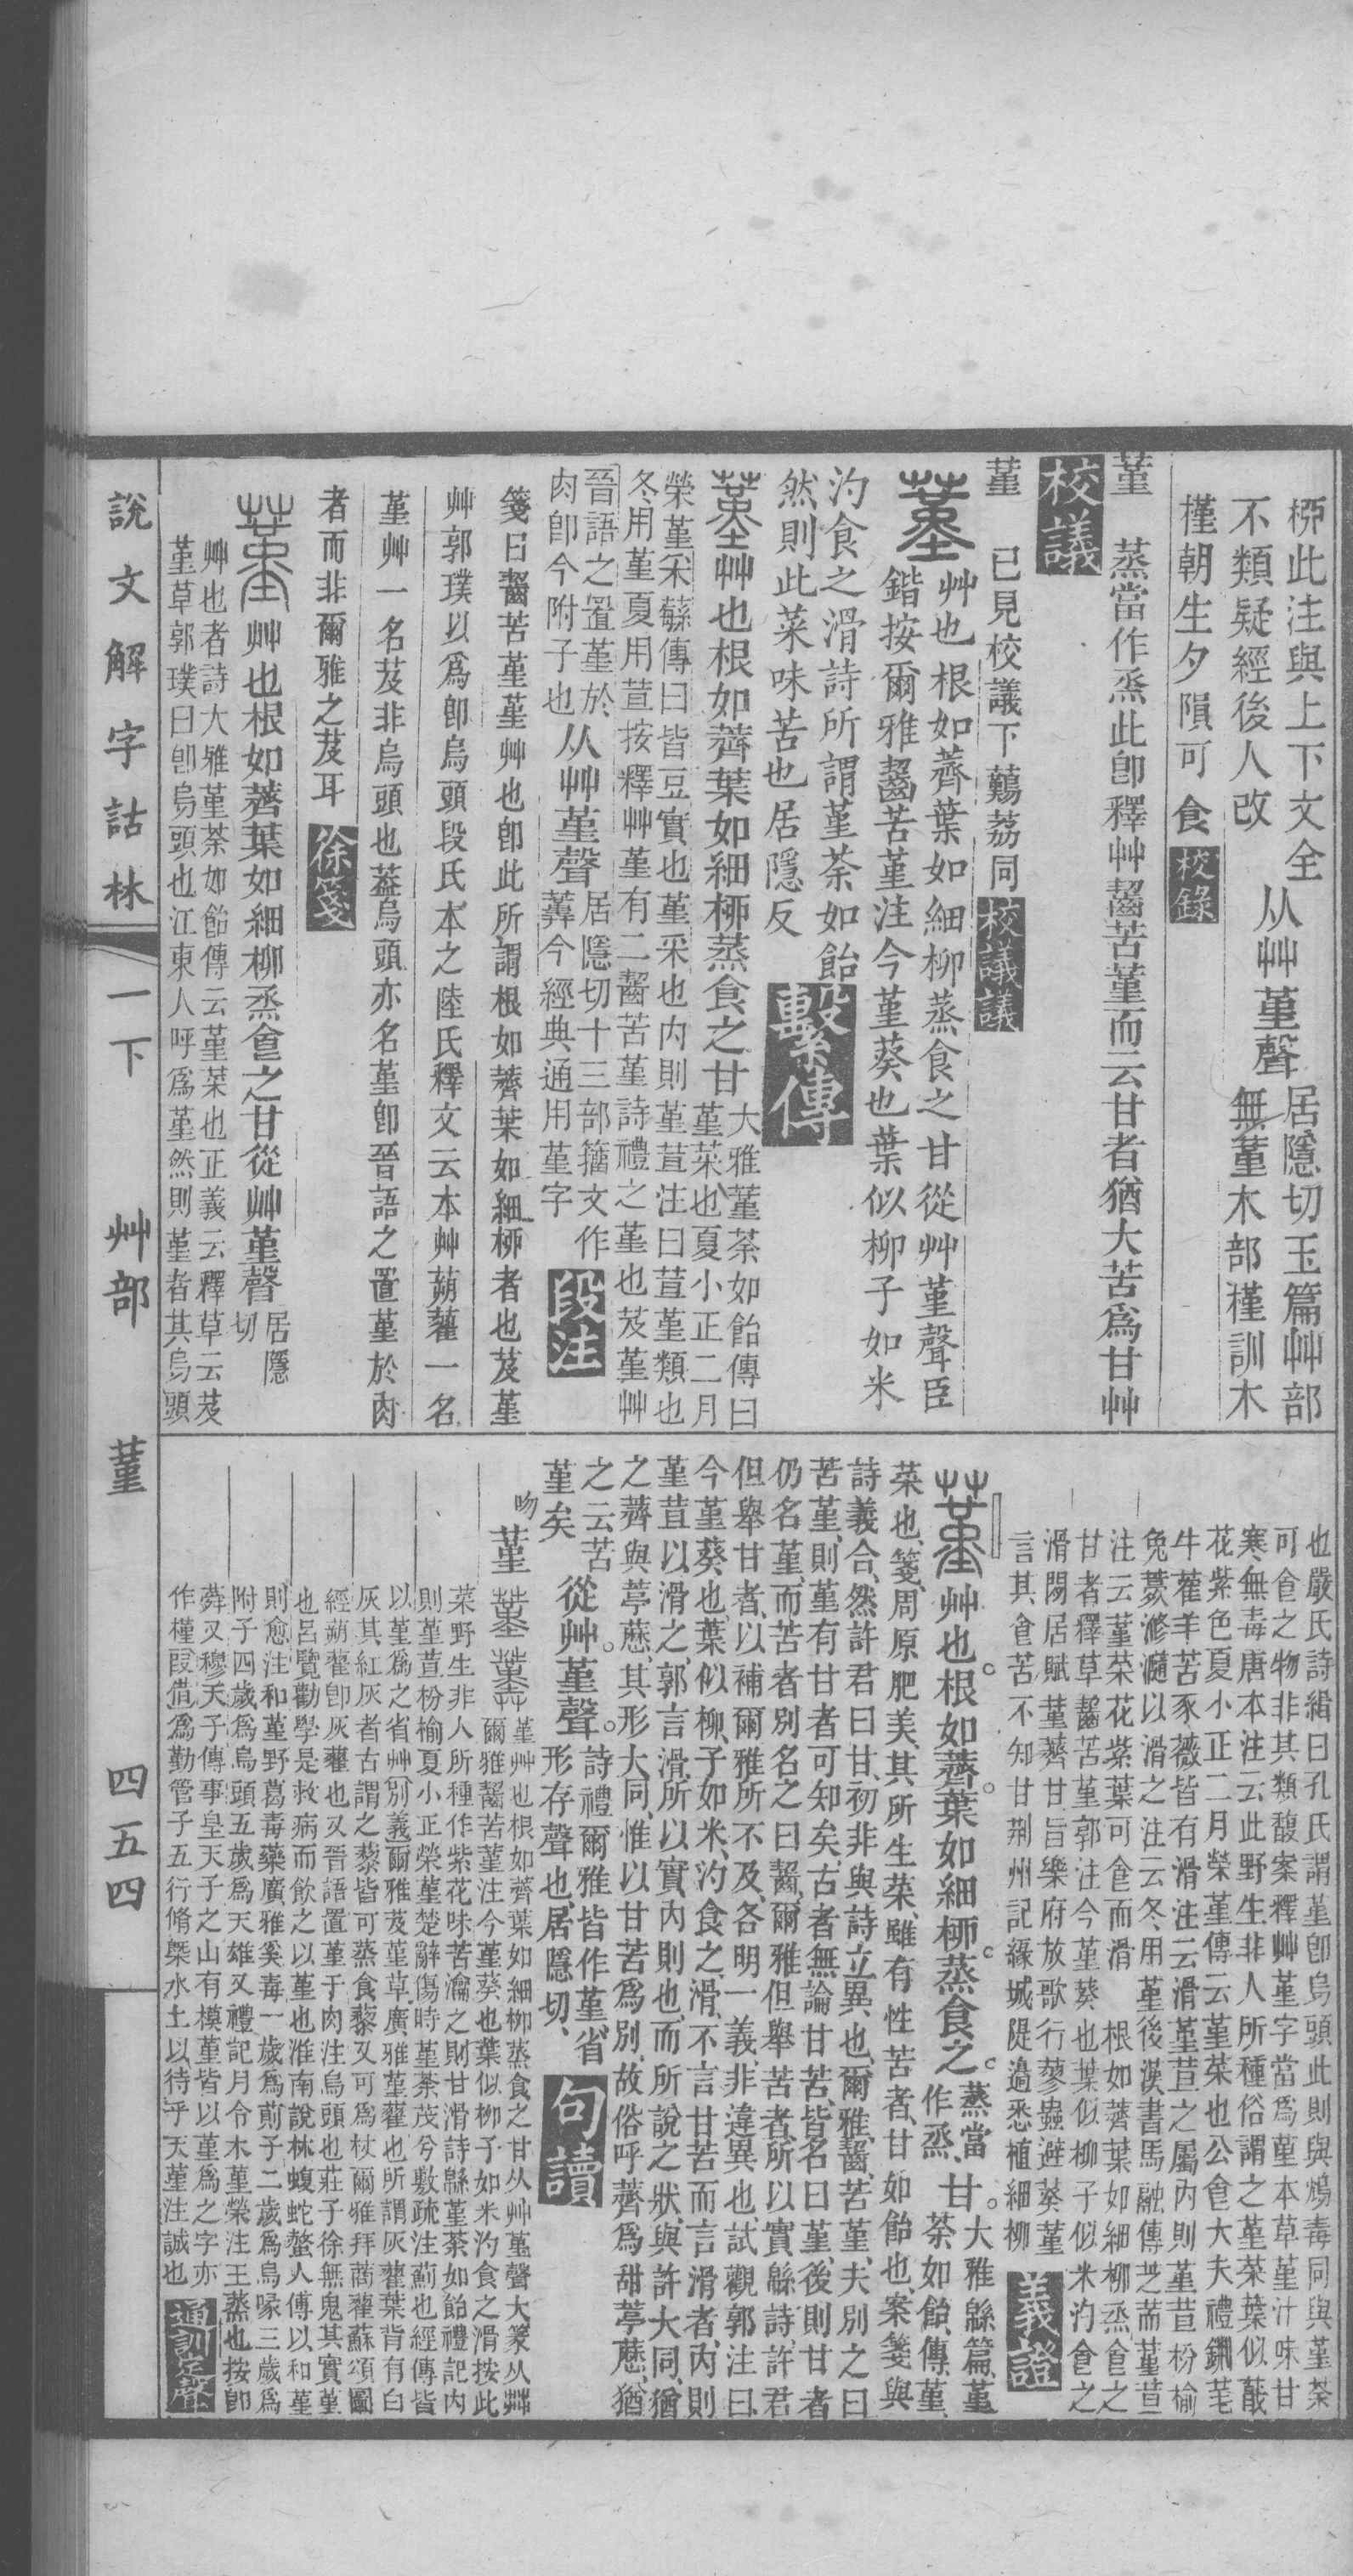 桺此注與上下文全
不類疑經後人改
从艸蓳聲
居隱切玉篇艸部
無蓳木部槿訓木
槿朝生夕隕可食
校錄
蓳 蒸當作烝此卽釋艸齧苦堇而云甘者猶大苦爲甘艸
校議
蓳 已見校議下䕼荔同
校議議
艸也根如薺葉如細柳蒸食之甘從艸堇聲臣
鍇按爾雅齧苦堇注今堇葵也葉似柳子如米
汋食之滑詩所謂堇荼如飴
然則此菜味苦也居隱反
繫傳
艸也根如薺葉如細桺蒸食之甘
大雅堇荼如飴傳曰
堇菜也夏小正二月
榮堇采蘩傳曰皆豆實也堇采也内則堇荁注曰荁堇類也
冬用堇夏用荁按釋艸堇有二齧苦堇詩禮之堇也芨堇艸
晉語之置堇於
肉卽今附子也
从艸堇聲
居隱切十三部籒文作
蓳今經典通用堇字
段注
箋曰齧苦堇堇艸也卽此所謂根如薺葉如細桺者也芨堇
艸郭璞以爲卽烏頭段氏本之陸氏釋文云本艸蒴藋一名
堇艸一名芨非烏頭也葢烏頭亦名堇卽晉語之置堇於肉
者而非爾雅之芨耳
徐箋
艸也根如薺葉如細柳烝食之甘從艸堇聲
居隱
切
艸也者詩大雅堇荼如飴傳云堇菜也正義云釋草云芨
堇草郭璞曰卽烏頭也江東人呼爲堇然則堇者其烏頭
說文解字詁林
一下
艸部
蓳
四五四
也嚴氏詩緝曰孔氏謂堇卽烏頭此則與鴆毒同與堇荼
可食之物非其類馥案釋艸堇字當爲堇本草堇汁味甘
寒無毒唐本注云此野生非人所種俗謂之堇菜葉似蕺
花紫色夏小正二月榮堇傳云堇菜也公食大夫禮鉶芼
牛藿羊苦豕薇皆有滑注云滑堇荁之屬內則堇荁枌榆
免薧滫瀡以滑之注云冬用堇後漢書馬融傳芝荋堇荁
注云堇菜花紫葉可食而滑 根如薺葉如細柳烝食之
甘者釋草齧苦堇郭注今堇葵也葉似柳子似米汋食之
滑閒居賦堇薺甘旨樂府放歌行蓼蟲避葵堇
言其食苦不知甘荆州記緣城隄邊悉植細柳
義證
艸也。根如薺。葉如細桺。蒸食之。
蒸當
作烝、
甘。
大雅緜篇、堇
荼如飴、傳、堇、
菜也、箋、周原肥美、其所生菜、雖有性苦者、甘如飴也、案箋與
詩義合、然許君曰甘、初非與詩立異也、爾雅、齧、苦堇、夫別之曰
苦堇、則堇有甘者可知矣、古者無論甘苦、皆名曰堇、後則甘者
仍名堇、而苦者別名之曰齧、爾雅但舉苦者、所以實緜詩、許君
但舉甘者、以補爾雅所不及、各明一義、非違異也、試觀郭注曰、
今堇葵也、葉似柳、子如米、汋食之、滑、不言甘苦而言滑者、內則
堇荁以滑之、郭言滑、所以實內則也、而所說之狀、與許大同、猶
之薺與葶藶、其形大同、惟以甘苦爲別、故俗呼薺爲甜葶藶、猶
之云苦
堇矣
從艸。堇聲。
詩禮爾雅皆作堇、省
形存聲也、居隱切、
句讀
吻
蓳
堇艸也根如薺葉如細柳蒸食之甘从艸堇聲大篆从茻
爾雅齧苦堇注今堇葵也葉似柳子如米汋食之滑按此
菜野生非人所種作紫花味苦瀹之則甘滑詩緜堇荼如飴禮記內
則堇荁枌榆夏小正榮堇楚辭傷時堇荼茂兮敷疏注薊也經傳皆
以堇爲之省艸別義爾雅芨堇草廣雅堇藋也所謂灰藋葉背有白
灰其紅灰者古謂之藜皆可蒸食藜又可爲杖爾雅拜蔏藋蘇頌圖
經蒴藋卽灰藋也又晉語置堇于肉注烏頭也莊子徐無鬼其實堇
也呂覽勸學是救病而飮之以堇也淮南說林蝮蛇螫人傅以和堇
則愈注和堇野葛毒藥廣雅奚毒一歲爲萴子二歲爲烏喙三歲爲
附子四歲爲烏頭五歲爲天雄又禮記月令木堇榮注王蒸也按卽
蕣又穆天子傳事皇天子之山有模堇皆以堇爲之字亦
作槿叚借爲勤管子五行脩槩水土以待乎天堇注誠也
通訓定聲